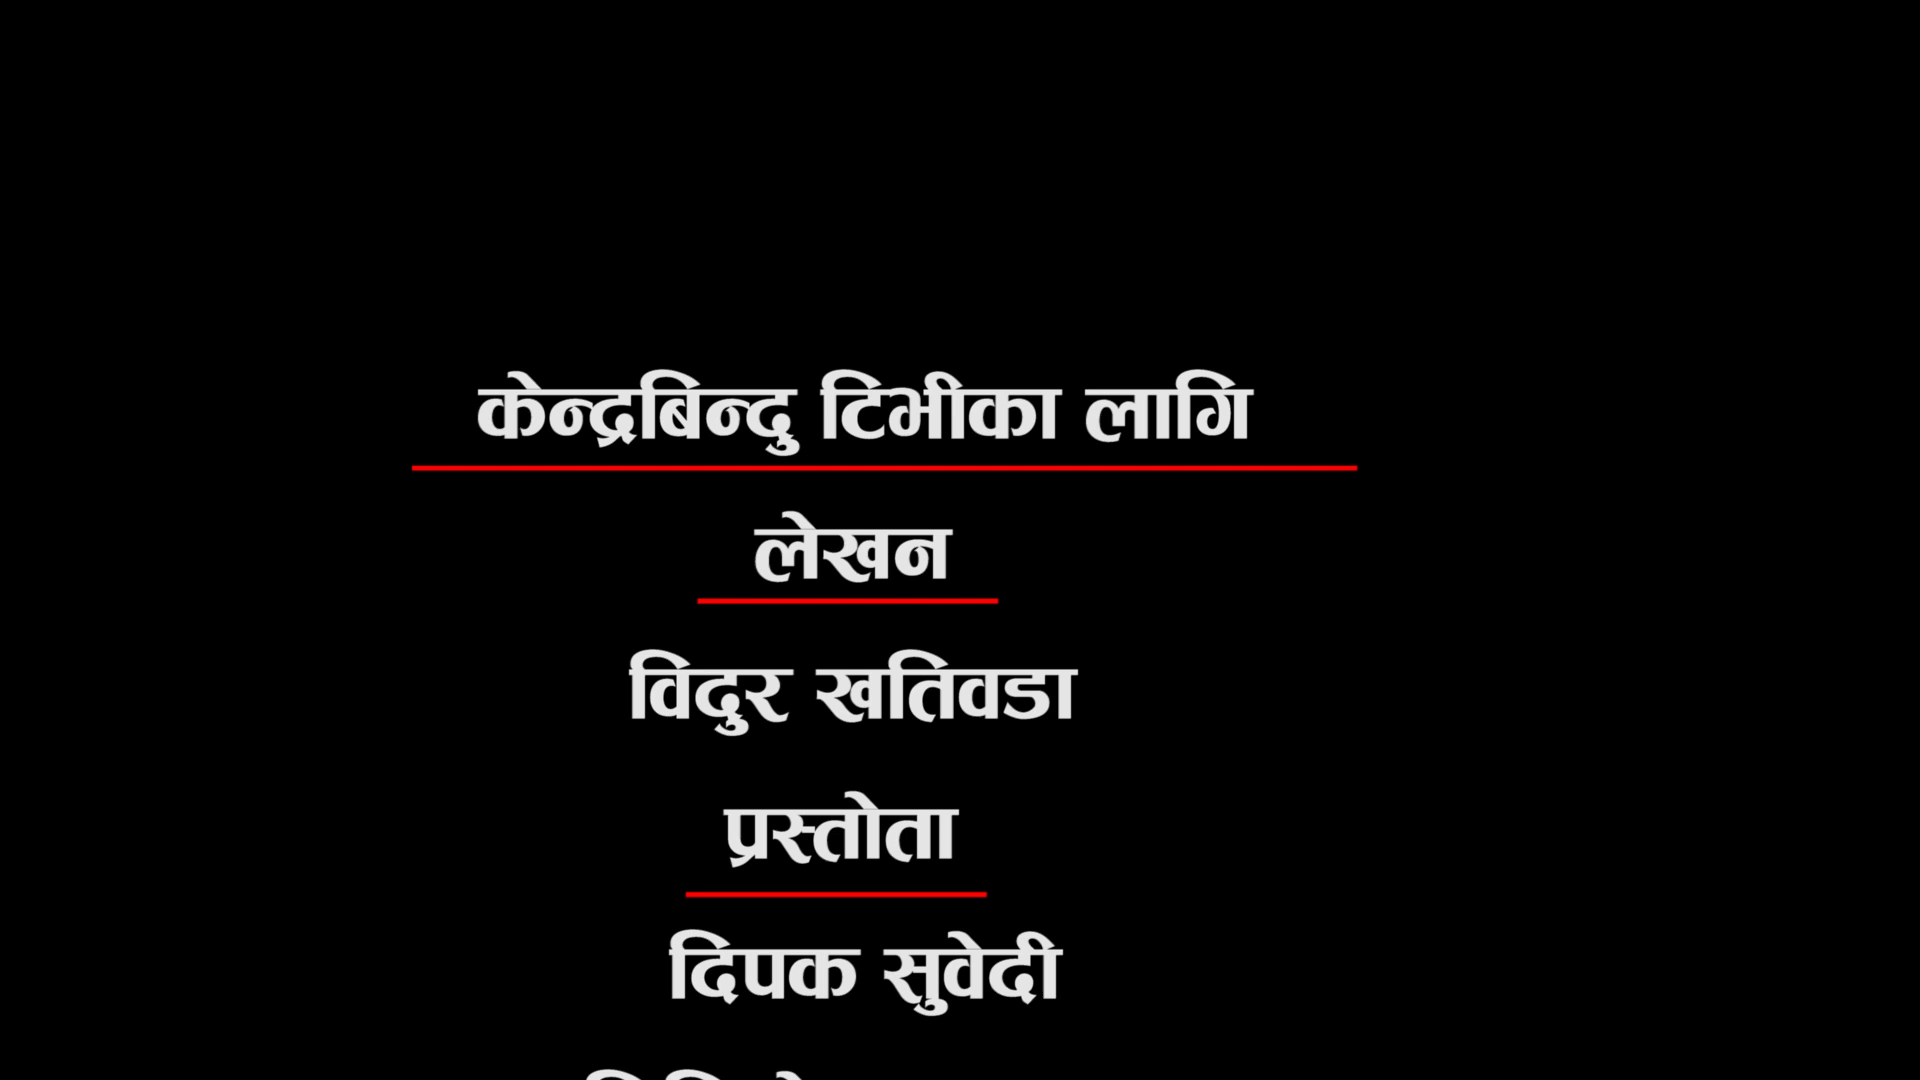 केन्द्रबिन्दु टिभीका लागि
लेखन
विदुर खतिवडा
प्रस्तोता
दिपक सुवेदी